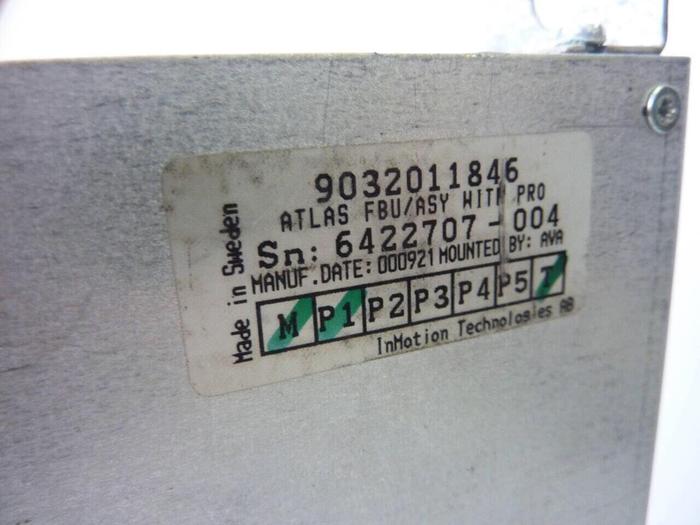 9032011846
ATLAS FBU/ASY WITH PRO
Sn: 6422707-004
MANUF.DATE: 000921 MOUNTED BY: AVA
M P1 P2 P3 P4 P5 T
InMotion Technologies AB
Made in Sweden